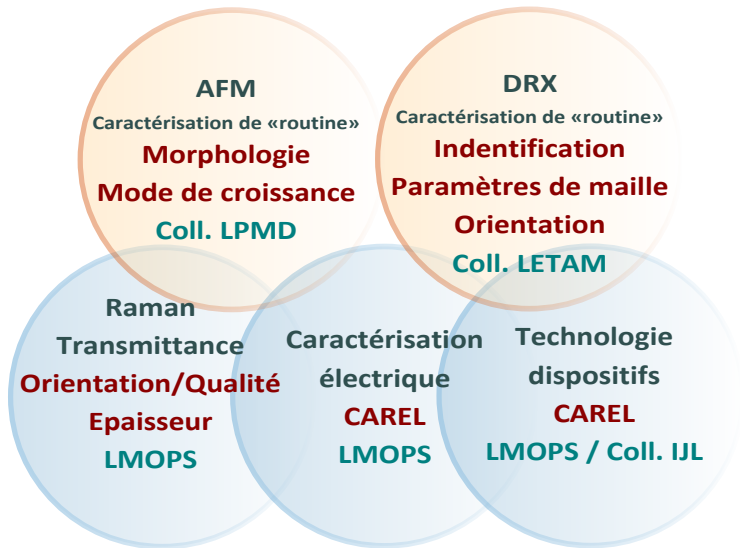 AFM
Caractérisation de «routine»
Morphologie
Mode de croissance
Coll. LPMD
DRX
Caractérisation de «routine»
Indentification
Paramètres de maille
Orientation
Coll. LETAM
Raman
Transmittance
Orientation/Qualité
Epaisseur
LMOPS
Caractérisation
électrique
CAREL
LMOPS
Technologie
dispositifs
CAREL
LMOPS / Coll. IJL